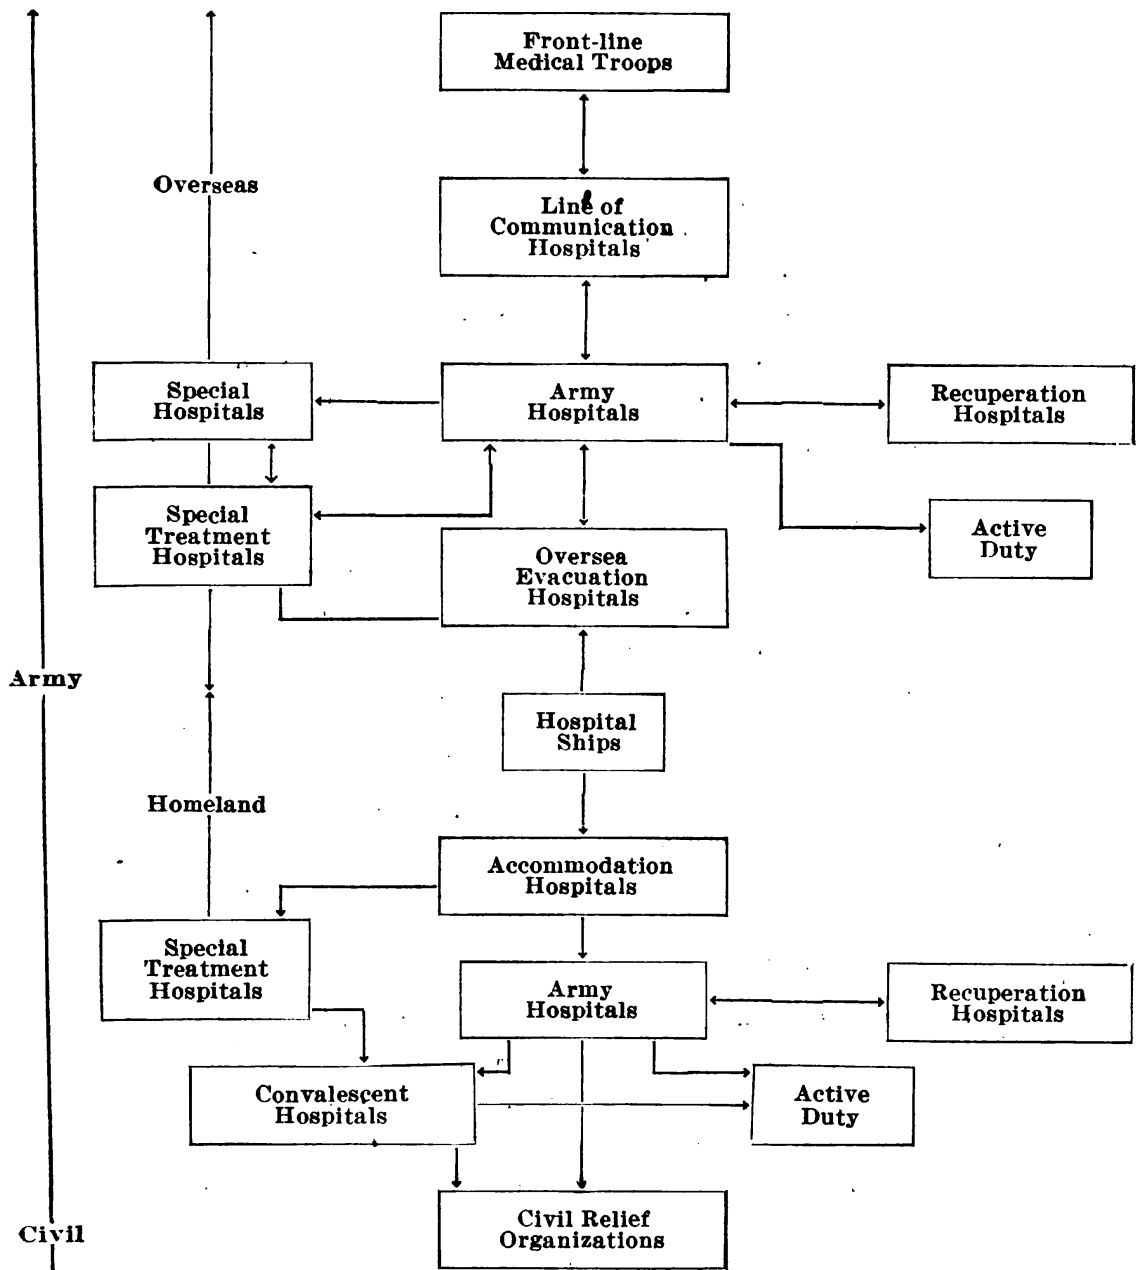 Front-line
Medical Troops
Overseas
Line of
Communication
Hospitals
Special
Hospitals
Army
Hospitals
Recuperation
Hospitals
Special
Treatment
Hospitals
Active
Duty
Oversea
Evacuation
Hospitals
Army
Hospital
Ships
Homeland
Accommodation
Hospitals
Special
Treatment
Hospitals
Army
Hospitals
Recuperation
Hospitals
Convalescent
Hospitals
Active
Duty
Civil Relief
Organizations
Civil